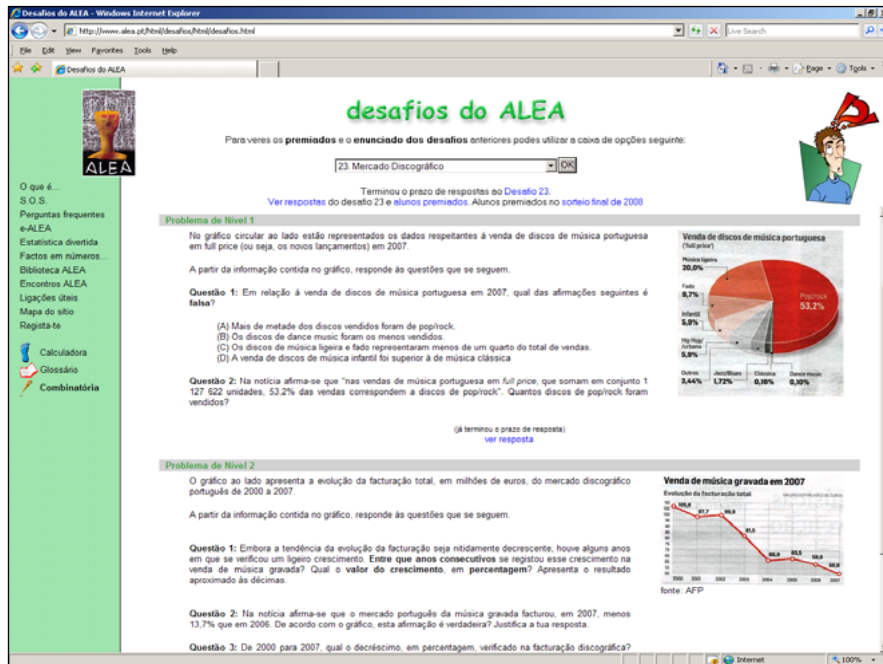 Desafios do ALEA - Windows Internet Explorer
http://www.alea.pt/html/desafios/html/desafios.html
Live Search
File Edit View Favorites Tools Help
Desafios do ALEA
Page Tools
ALEA
O que é...
S.O.S.
Perguntas frequentes
e-ALEA
Estatística divertida
Factos em números...
Biblioteca ALEA
Encontros ALEA
Ligações úteis
Mapa do sítio
Regista-te
Calculadora
Glossário
Combinatória
desafios do ALEA
Para veres os premiados e o enunciado dos desafios anteriores podes utilizar a caixa de opções seguinte:
23. Mercado Discográfico OK
Terminou o prazo de respostas ao Desafio 23.
Ver respostas do desafio 23 e alunos premiados. Alunos premiados no sorteio final de 2008
Problema de Nível 1
No gráfico circular ao lado estão representados os dados respeitantes à venda de discos de música portuguesa
em full price (ou seja, os novos lançamentos) em 2007.
A partir da informação contida no gráfico, responde às questões que se seguem.
Questão 1: Em relação à venda de discos de música portuguesa em 2007, qual das afirmações seguintes é
falsa?
(A) Mais de metade dos discos vendidos foram de pop/rock.
(B) Os discos de dance music foram os menos vendidos.
(C) Os discos de música ligeira e fado representaram menos de um quarto do total de vendas.
(D) A venda de discos de música infantil foi superior à de música clássica
Questão 2: Na notícia afirma-se que "nas vendas de música portuguesa em full price, que somam em conjunto 1
127 622 unidades, 53,2% das vendas correspondem a discos de pop/rock". Quantos discos de pop/rock foram
vendidos?
(já terminou o prazo de resposta)
ver resposta
Venda de discos de música portuguesa
('full price')
Música ligeira
20,0%
Fado
9,7%
Infantil
5,9%
Hip-Hop/
Urbana
5,9%
Pop/rock
53,2%
Outros
3,44%
Jazz/Blues
1,72%
Clássica
0,16%
Dance music
0,10%
Problema de Nível 2
O gráfico ao lado apresenta a evolução da facturação total, em milhões de euros, do mercado discográfico
português de 2000 a 2007.
A partir da informação contida no gráfico, responde às questões que se seguem.
Questão 1: Embora a tendência da evolução da facturação seja nitidamente decrescente, houve alguns anos
em que se verificou um ligeiro crescimento. Entre que anos consecutivos se registou esse crescimento na
venda de música gravada? Qual o valor do crescimento, em percentagem? Apresenta o resultado
aproximado às décimas.
Questão 2: Na notícia afirma-se que o mercado português da música gravada facturou, em 2007, menos
13,7% que em 2006. De acordo com o gráfico, esta afirmação é verdadeira? Justifica a tua resposta.
Questão 3: De 2000 para 2007, qual o decréscimo, em percentagem, verificado na facturação discográfica?
Venda de música gravada em 2007
Evolução da facturação total
97,7
81,5
2000 2001 2002 2003 2004 2005 2006 2007
fonte: AFP
Internet
100%